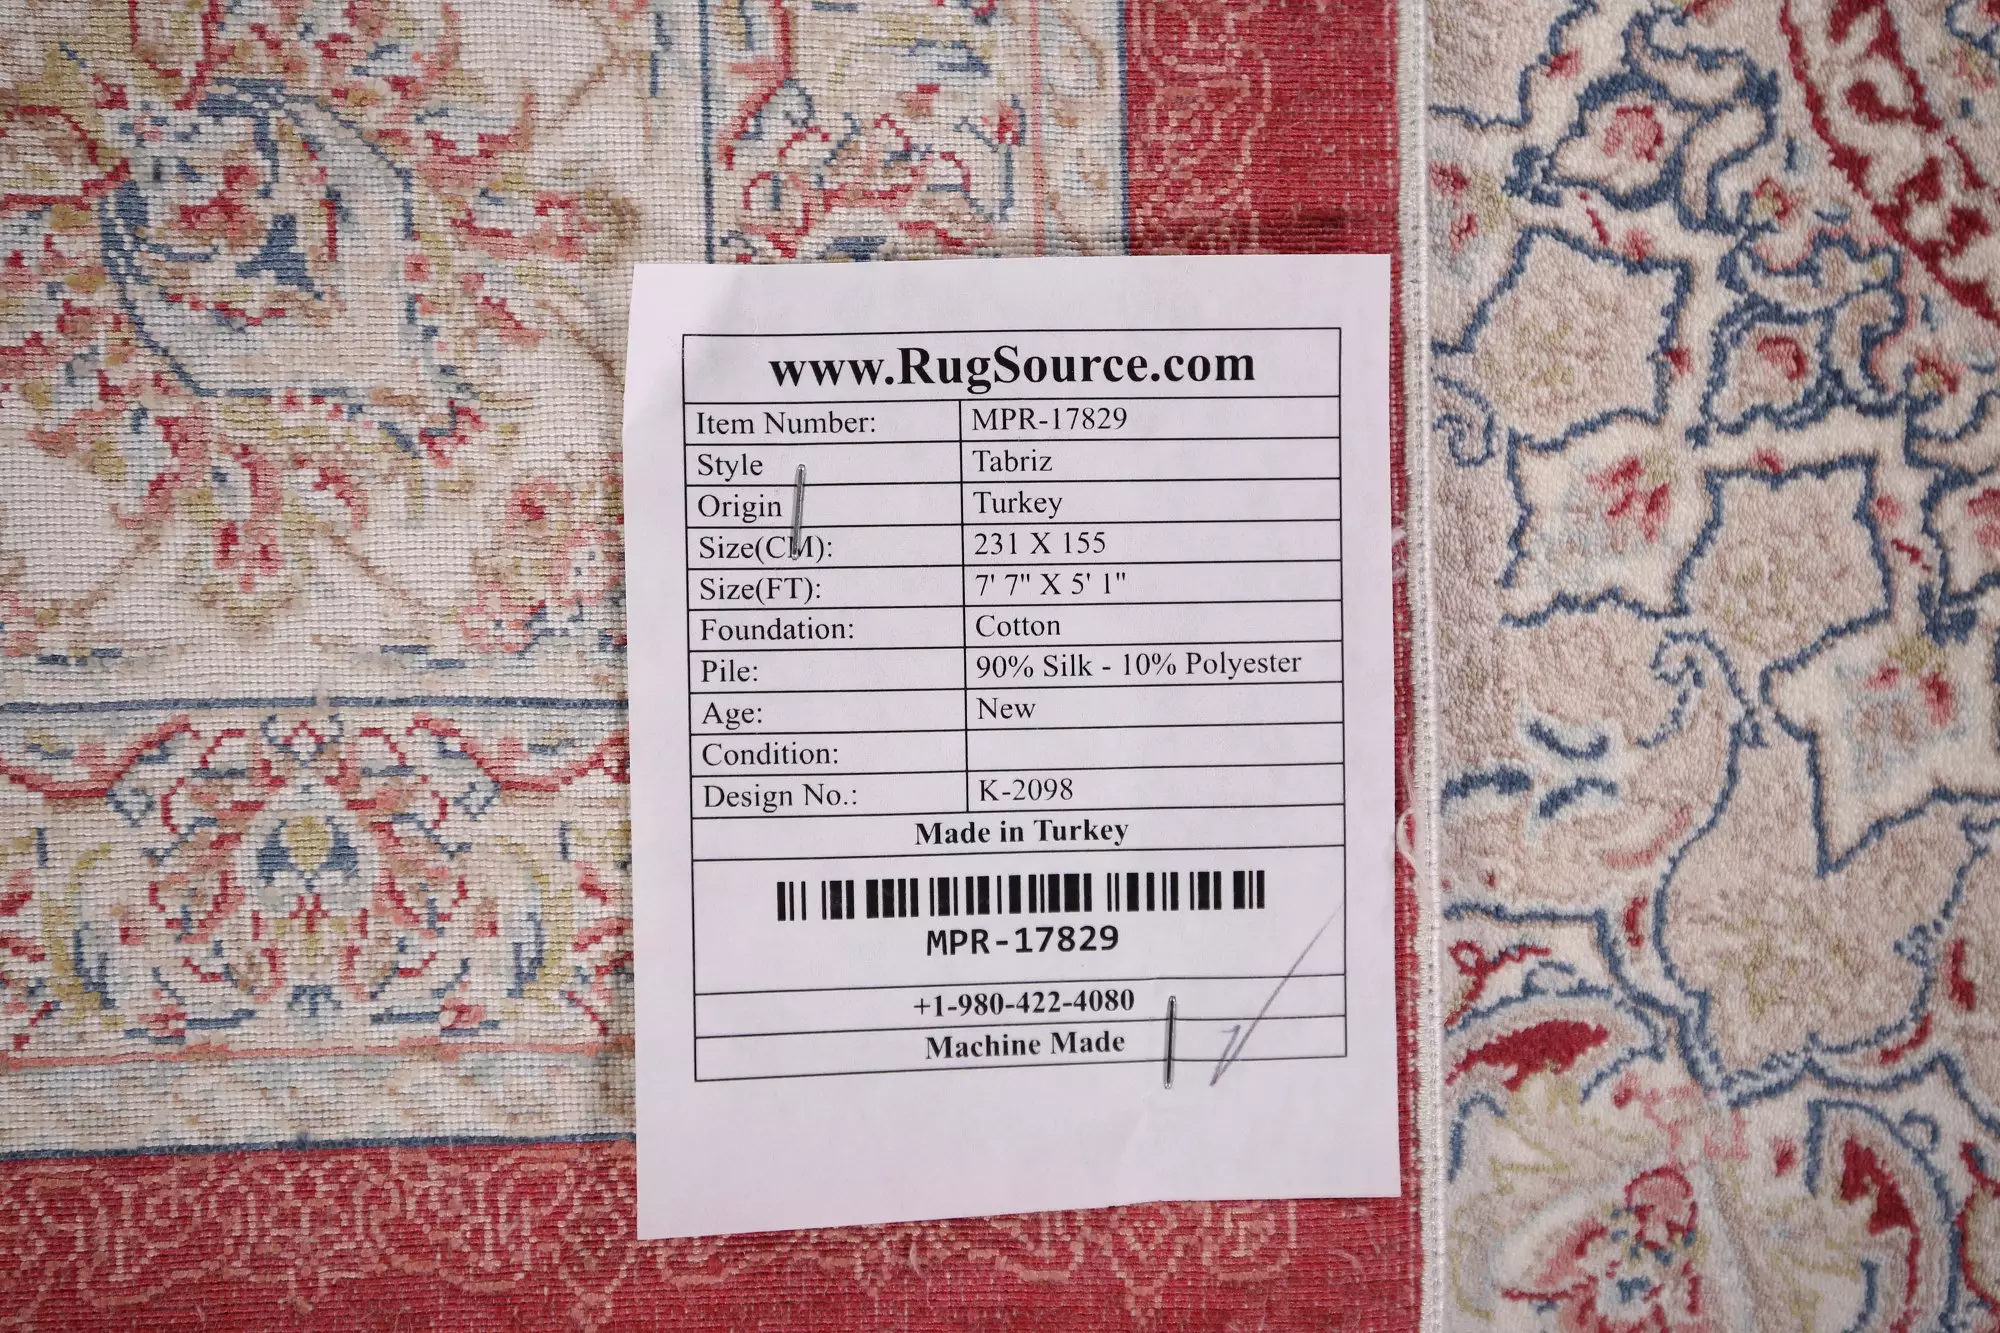 www.RugSource.com
Item Number: MPR-17829
Style Tabriz
Origin Turkey
Size(CM): 231 X 155
Size(FT): 7' 7" X 5' 1"
Foundation: Cotton
Pile: 90% Silk - 10% Polyester
Age: New
Condition:
Design No.: K-2098
Made in Turkey
MPR-17829
+1-980-422-4080
Machine Made